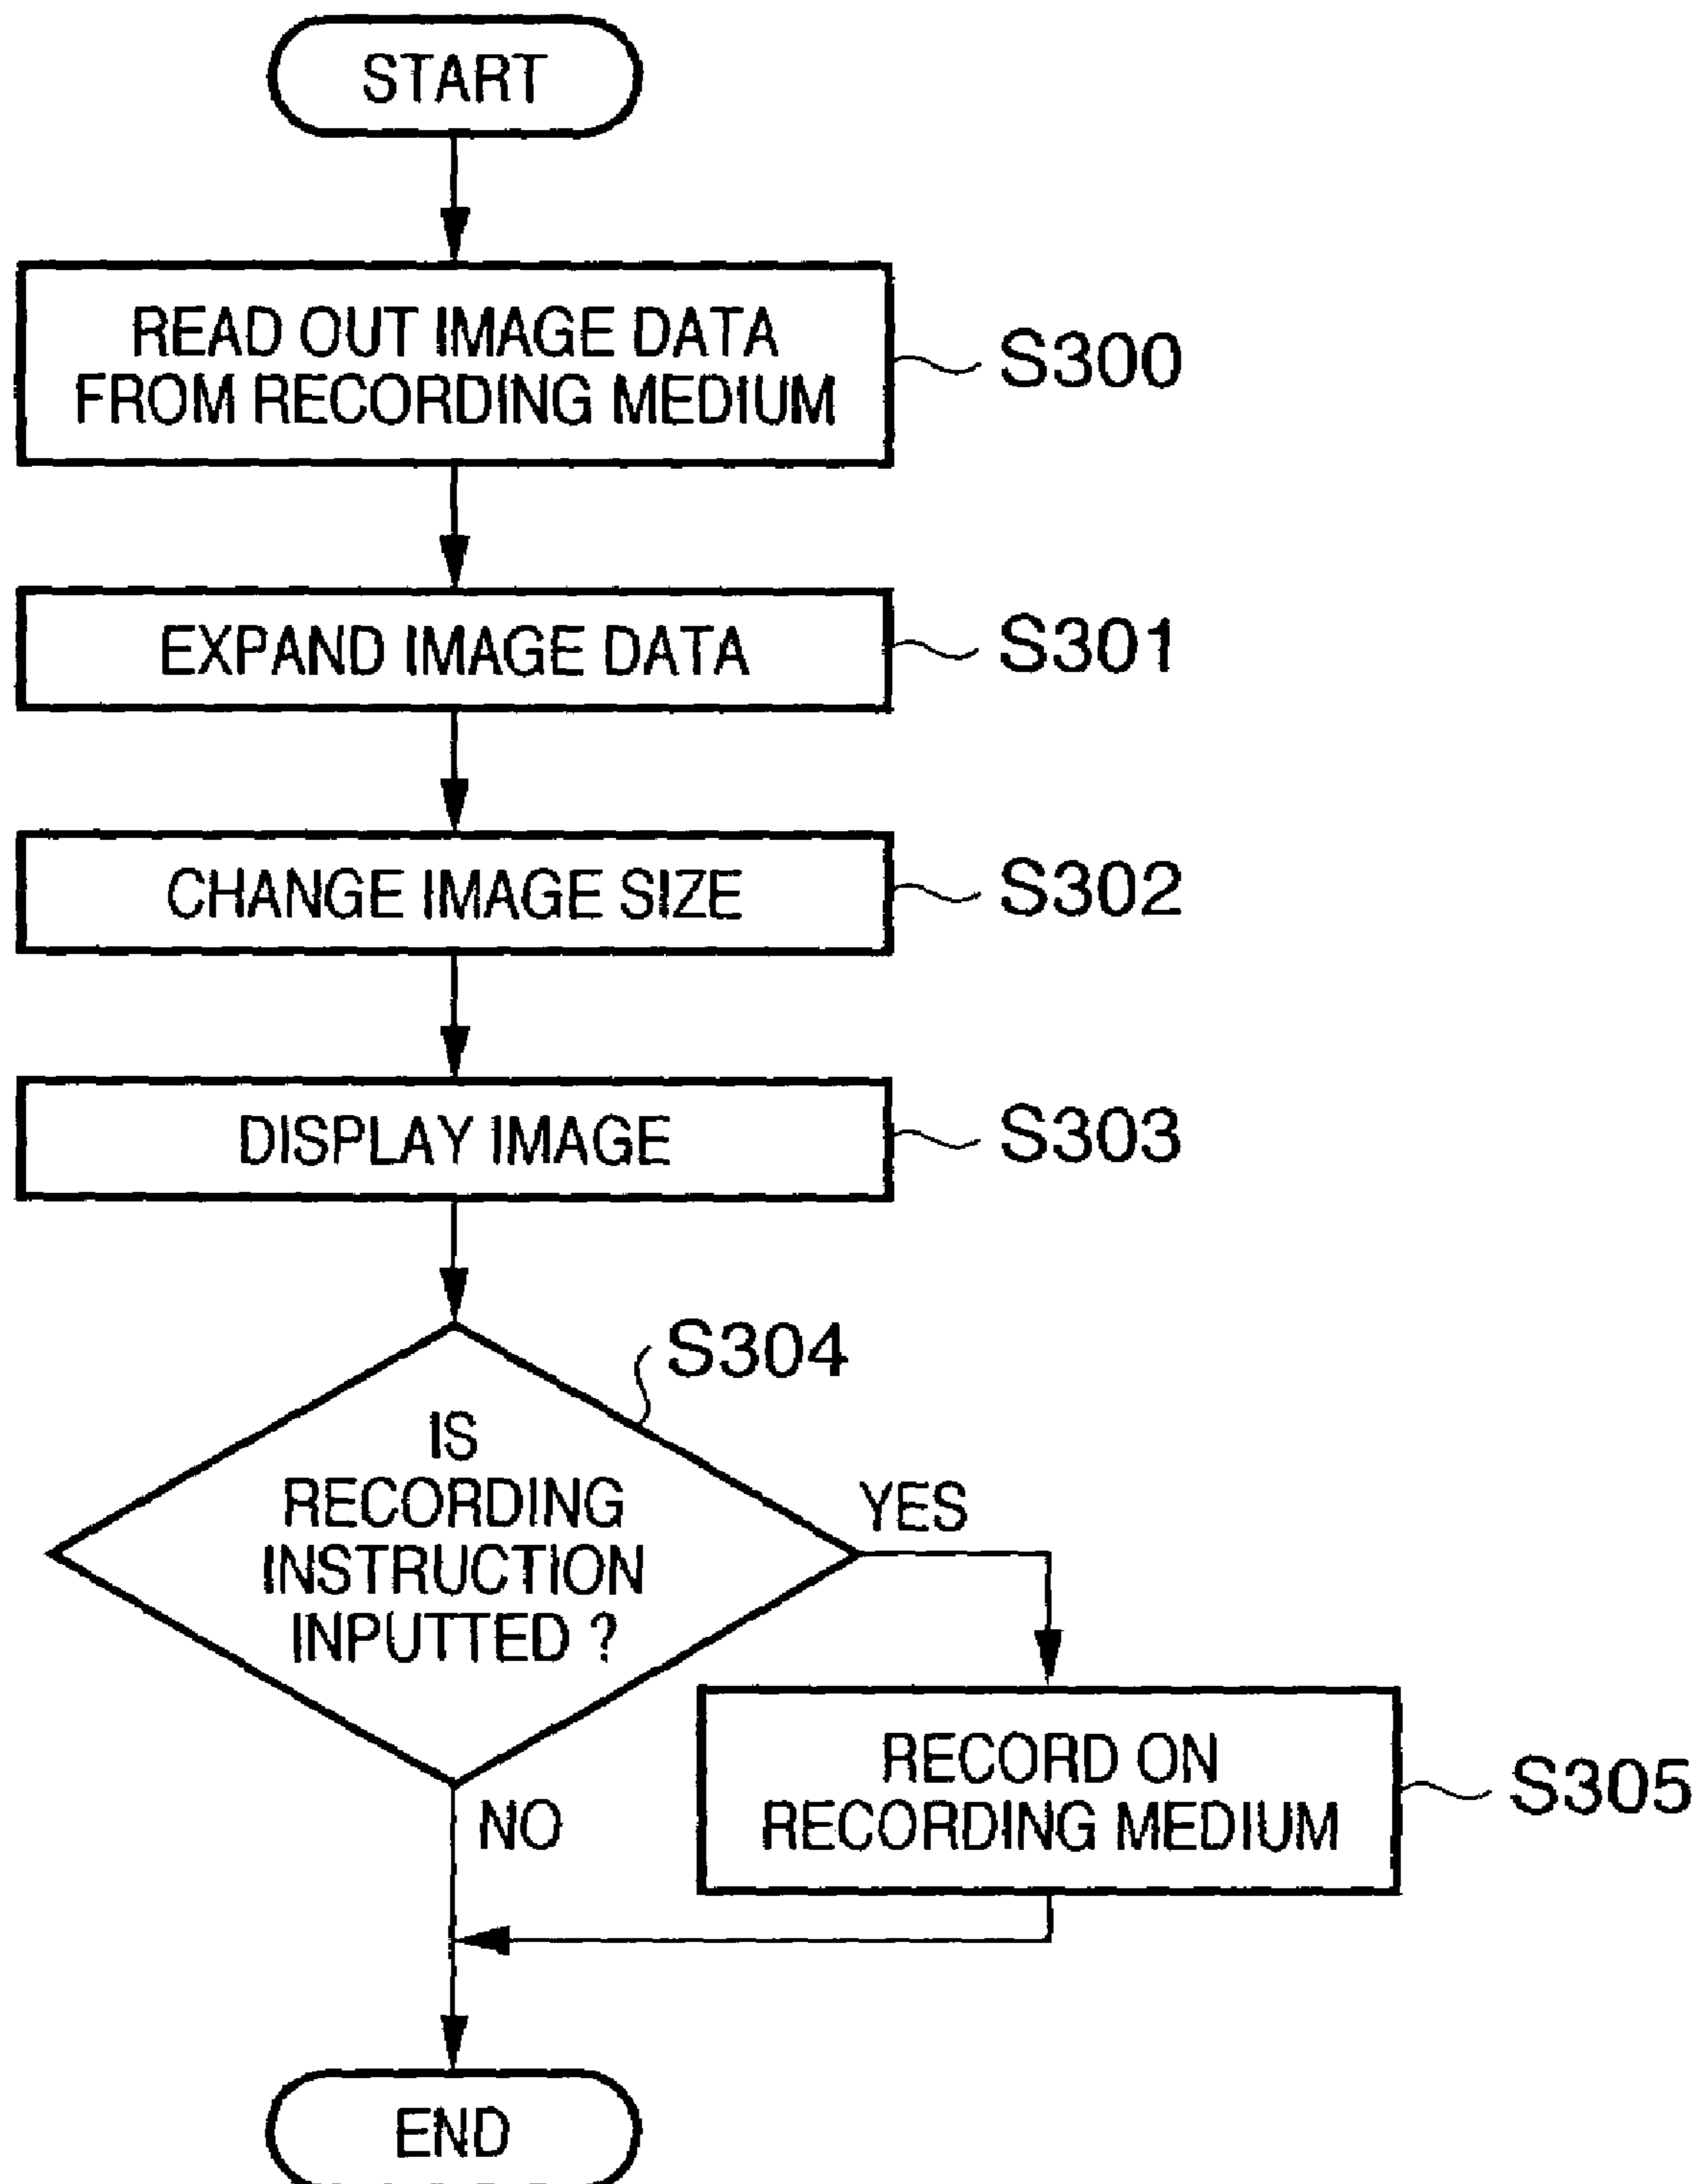 START
READ OUT IMAGE DATA
FROM RECORDING MEDIUM
S300
EXPAND IMAGE DATA
S301
CHANGE IMAGE SIZE
S302
DISPLAY IMAGE
S303
S304
IS
RECORDING
INSTRUCTION
INPUTTED ?
YES
RECORD ON
RECORDING MEDIUM
S305
NO
END